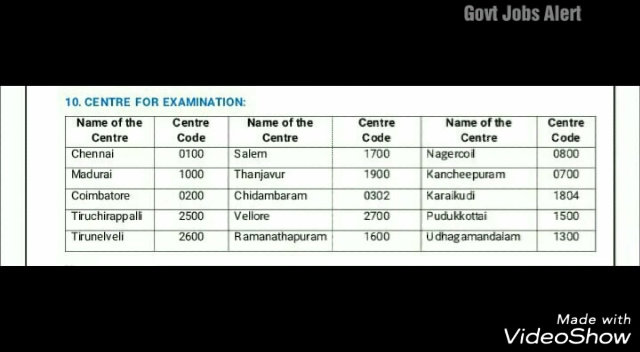 Govt Jobs Alert
10. CENTRE FOR EXAMINATION:
Name of the Centre Centre Code Name of the Centre Centre Code Name of the Centre Centre Code
Chennai 0100 Salem 1700 Nagercoil 0800
Madurai 1000 Thanjavur 1900 Kancheepuram 0700
Coimbatore 0200 Chidambaram 0302 Karaikudi 1804
Tiruchirappalli 2500 Vellore 2700 Pudukkottai 1500
Tirunelveli 2600 Ramanathapuram 1600 Udhagamandalam 1300
Made with
VideoShow